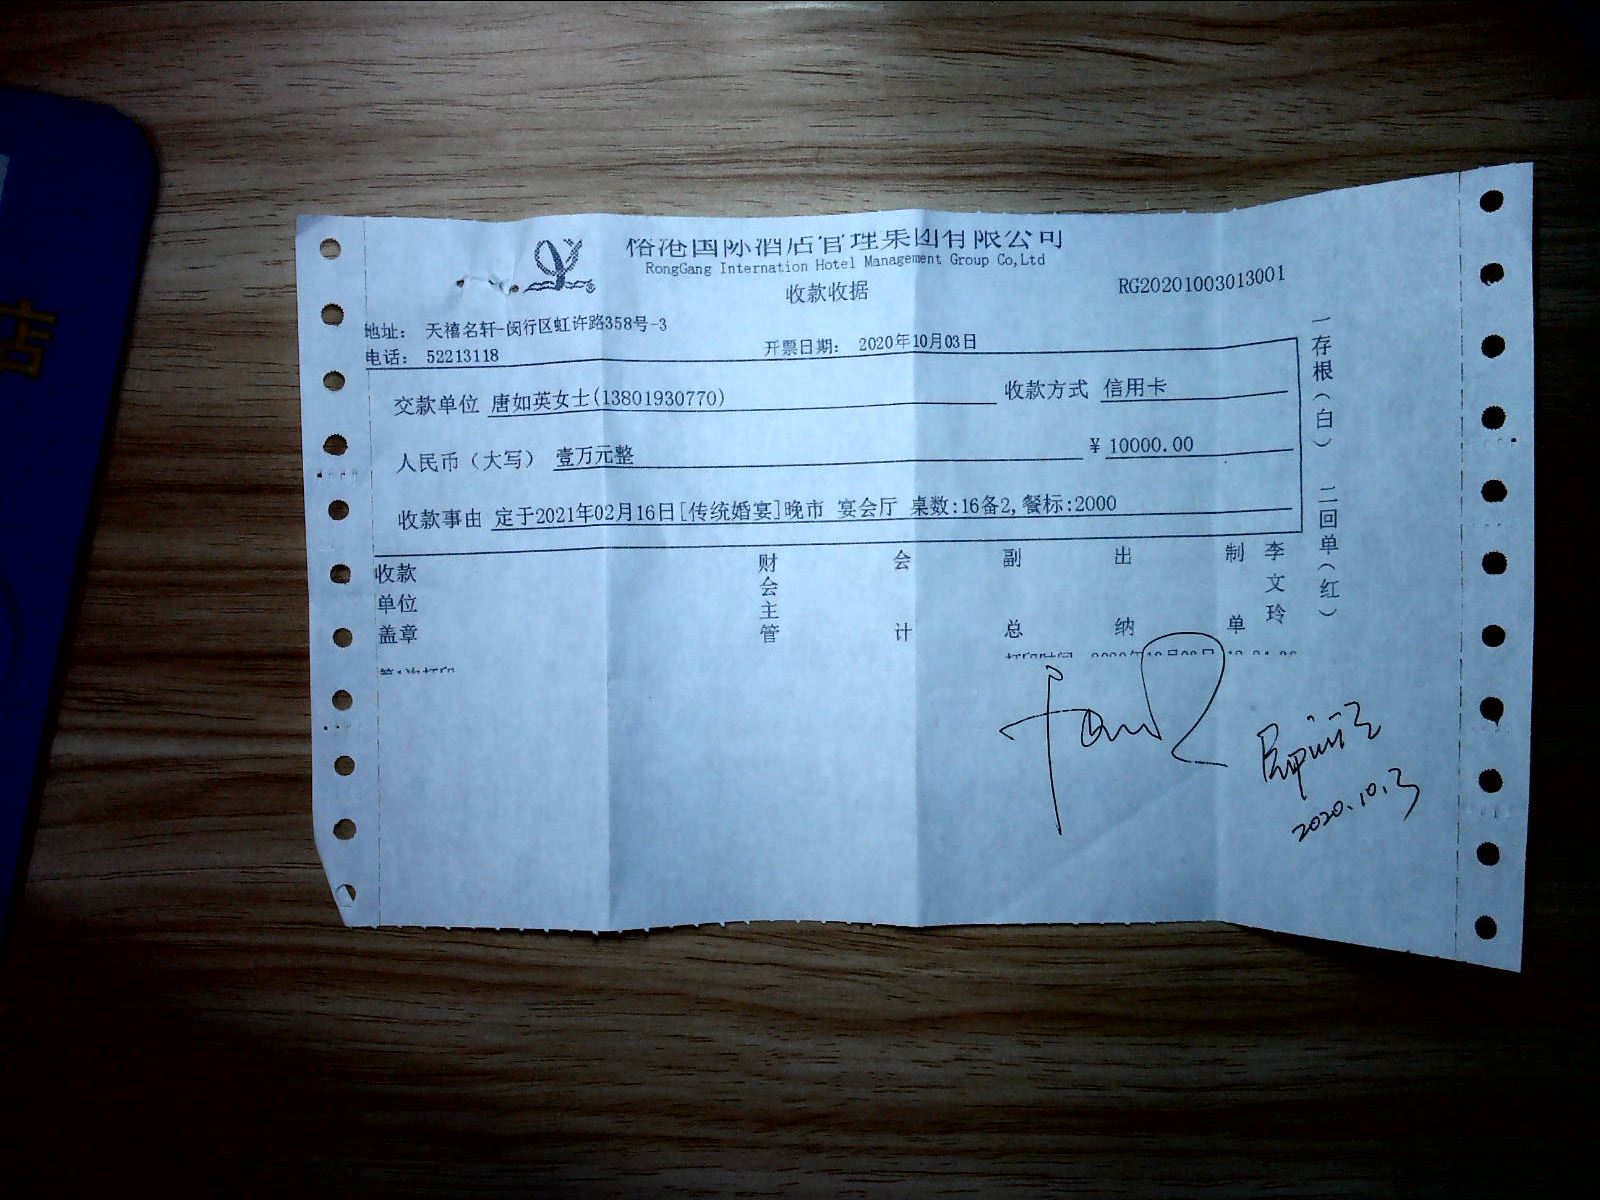 国际酒店管理集团有限公司
RongGang Internation Hotel Management Group Co,Ltd
收款收据
RG20201003013001
地址： 天禧名轩-闵行区虹许路358号-3
电话： 52213118
开票日期： 2020年10月03日
交款单位 唐如英女士(13801930770) 收款方式 信用卡
人民币（大写） 壹万元整 ¥ 10000.00
收款事由 定于2021年02月16日[传统婚宴]晚市 宴会厅 桌数:16备2,餐标:2000
一存根（白） 二回单（红）
收款单位盖章 财会主管 会计 副总 出纳 制单 李文玲
2020.10.3